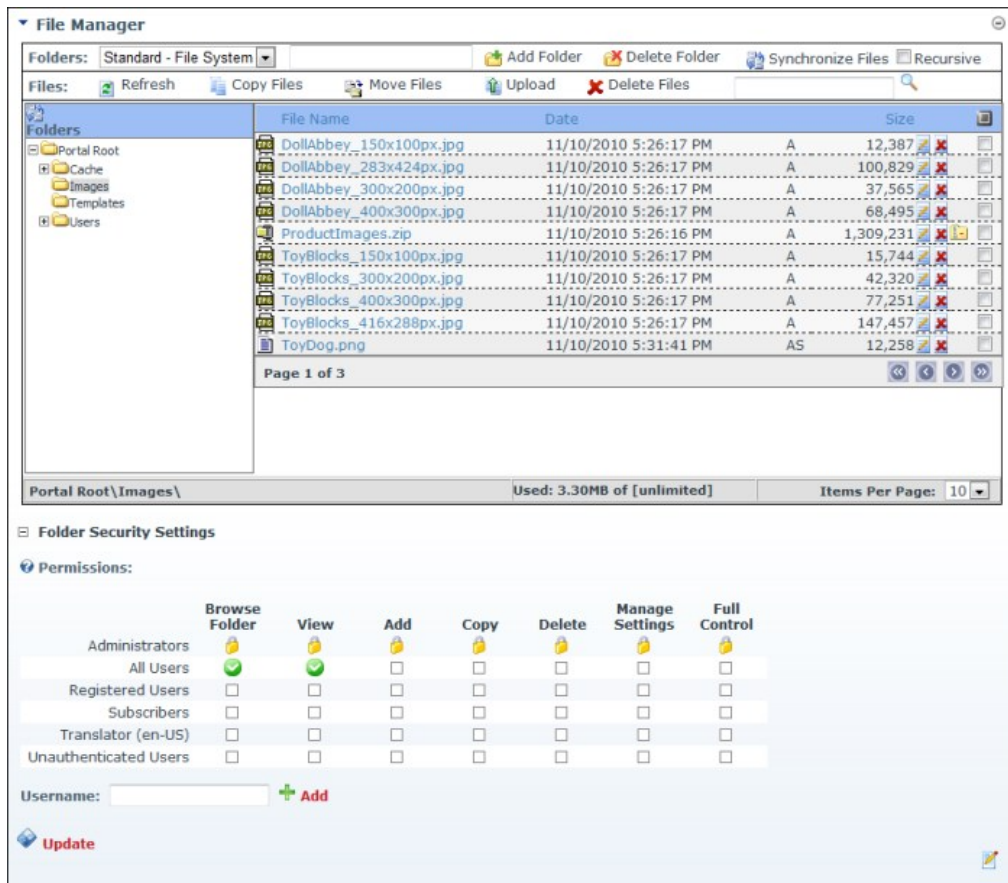 File Manager
Folders: Standard - File System Add Folder Delete Folder Synchronize Files Recursive
Files: Refresh Copy Files Move Files Upload Delete Files
Folders
Portal Root
Cache
Images
Templates
Users
File Name Date Size
DollAbbey_150x100px.jpg 11/10/2010 5:26:17 PM A 12,387
DollAbbey_283x424px.jpg 11/10/2010 5:26:17 PM A 100,829
DollAbbey_300x200px.jpg 11/10/2010 5:26:17 PM A 37,565
DollAbbey_400x300px.jpg 11/10/2010 5:26:17 PM A 68,495
ProductImages.zip 11/10/2010 5:26:16 PM A 1,309,231
ToyBlocks_150x100px.jpg 11/10/2010 5:26:17 PM A 15,744
ToyBlocks_300x200px.jpg 11/10/2010 5:26:17 PM A 42,320
ToyBlocks_400x300px.jpg 11/10/2010 5:26:17 PM A 77,251
ToyBlocks_416x288px.jpg 11/10/2010 5:26:17 PM A 147,457
ToyDog.png 11/10/2010 5:31:41 PM AS 12,258
Page 1 of 3
Portal Root\Images\ Used: 3.30MB of [unlimited] Items Per Page: 10
Folder Security Settings
Permissions:
Browse Folder View Add Copy Delete Manage Settings Full Control
Administrators
All Users
Registered Users
Subscribers
Translator (en-US)
Unauthenticated Users
Username: Add
Update